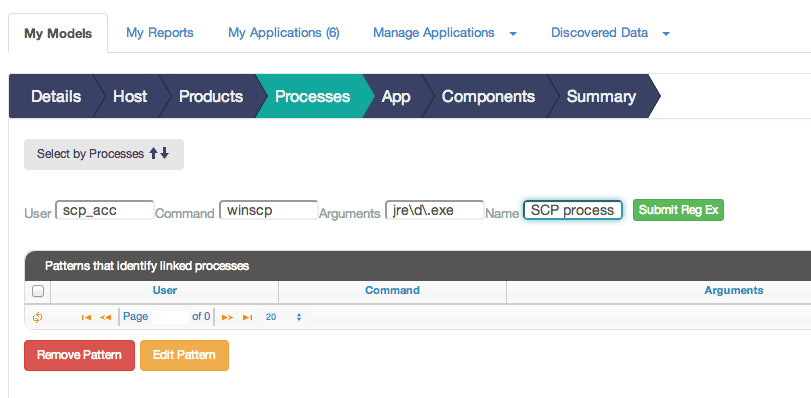 My Models My Reports My Applications (6) Manage Applications Discovered Data
Details Host Products Processes App Components Summary
Select by Processes
User scp_acc Command winscp Arguments jre\d\.exe Name SCP process Submit Reg Ex
Patterns that identify linked processes
User Command Arguments
Page of 0 20
Remove Pattern Edit Pattern